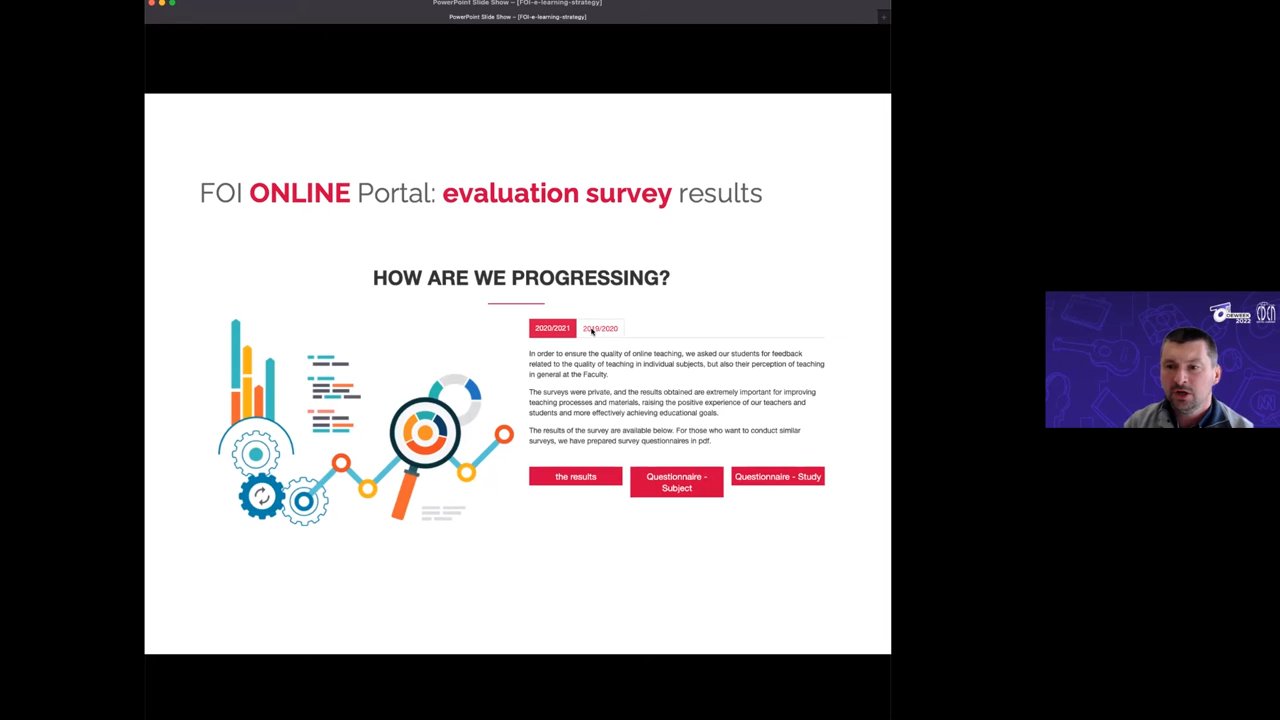 PowerPoint Slide Show – [FOI-e-learning-strategy]
PowerPoint Slide Show – [FOI-e-learning-strategy]
FOI ONLINE Portal: evaluation survey results
HOW ARE WE PROGRESSING?
2020/2021
2019/2020
In order to ensure the quality of online teaching, we asked our students for feedback
related to the quality of teaching in individual subjects, but also their perception of teaching
in general at the Faculty.
The surveys were private, and the results obtained are extremely important for improving
teaching processes and materials, raising the positive experience of our teachers and
students and more effectively achieving educational goals.
The results of the survey are available below. For those who want to conduct similar
surveys, we have prepared survey questionnaires in pdf.
the results
Questionnaire -
Subject
Questionnaire - Study
OEWEEK
2022
EDEN